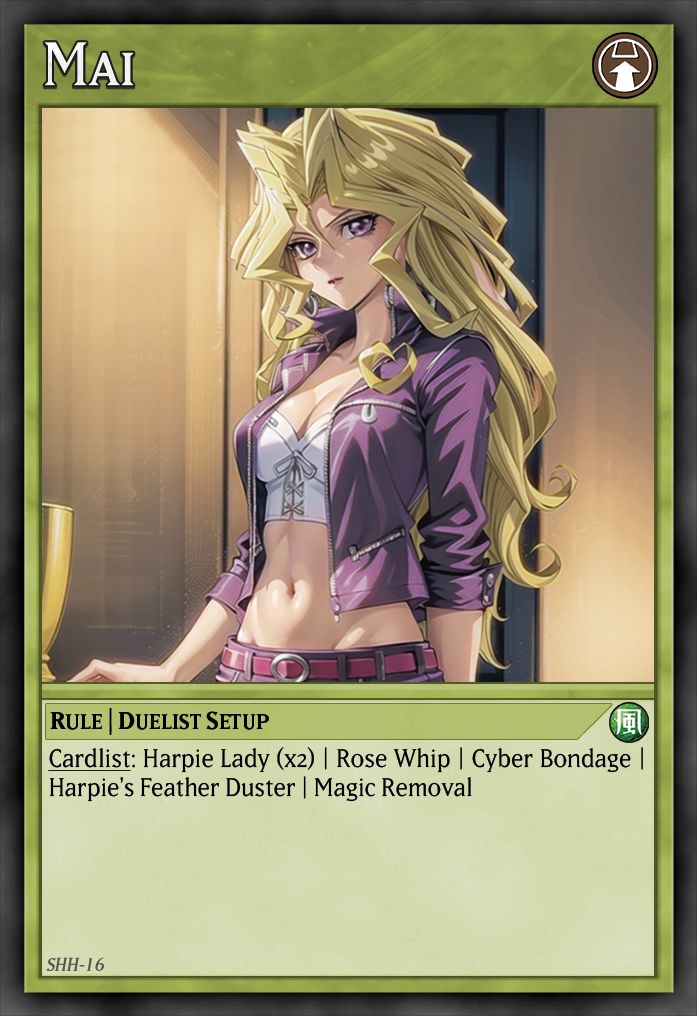 Mai
Rule | Duelist Setup
風
Cardlist: Harpie Lady (x2) | Rose Whip | Cyber Bondage |
Harpie's Feather Duster | Magic Removal
SHH-16